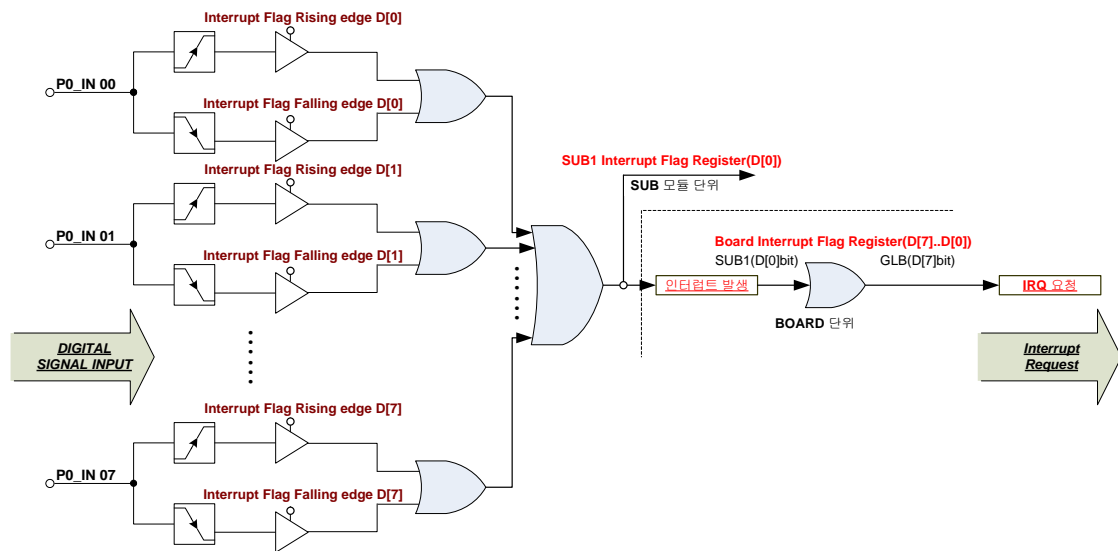 Interrupt Flag Rising edge D[0]
P0_IN 00
Interrupt Flag Falling edge D[0]
Interrupt Flag Rising edge D[1]
P0_IN 01
Interrupt Flag Falling edge D[1]
SUB1 Interrupt Flag Register(D[0])
SUB 모듈 단위
Board Interrupt Flag Register(D[7]..D[0])
SUB1(D[0]bit)
GLB(D[7]bit)
인터럽트 발생
IRQ 요청
BOARD 단위
DIGITAL
SIGNAL INPUT
Interrupt
Request
Interrupt Flag Rising edge D[7]
P0_IN 07
Interrupt Flag Falling edge D[7]